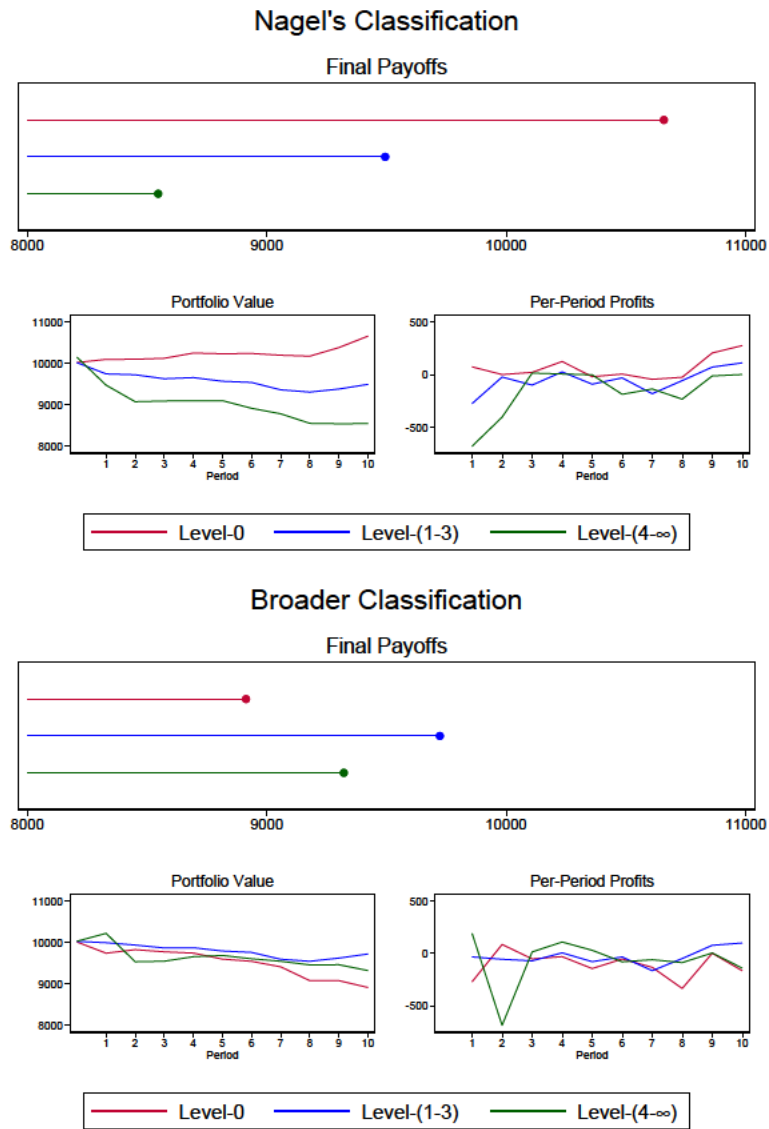 Nagel's Classification
Final Payoffs
8000 9000 10000 11000
Portfolio Value Per-Period Profits
11000 500
10000 0
9000 -500
8000
1 2 3 4 5 6 7 8 9 10 1 2 3 4 5 6 7 8 9 10
Period Period
Level-0 Level-(1-3) Level-(4-∞)
Broader Classification
Final Payoffs
8000 9000 10000 11000
Portfolio Value Per-Period Profits
11000 500
10000 0
9000 -500
8000
1 2 3 4 5 6 7 8 9 10 1 2 3 4 5 6 7 8 9 10
Period Period
Level-0 Level-(1-3) Level-(4-∞)